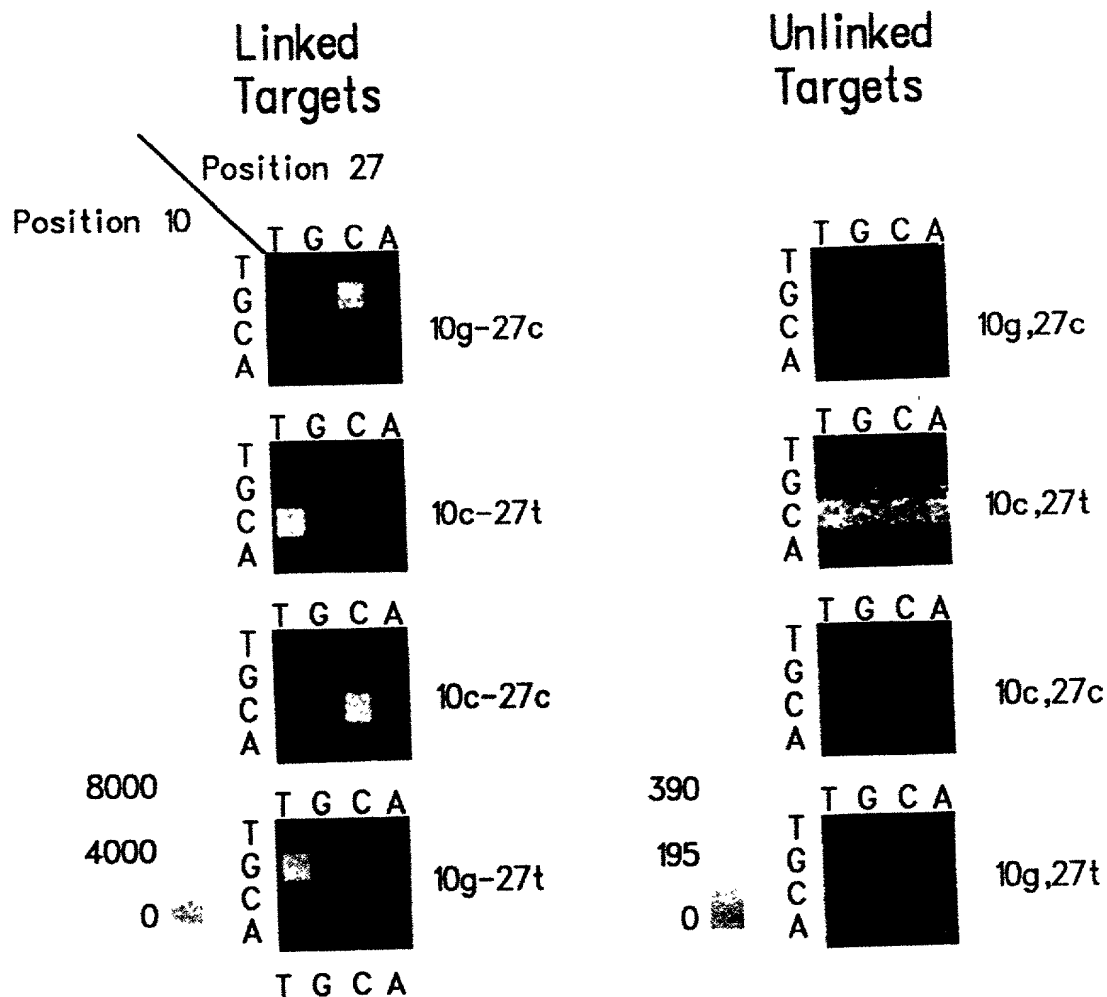 Linked
Targets
Unlinked
Targets
Position 27
Position 10
T G C A
T
G
C
A
10g-27c
T G C A
T
G
C
A
10g,27c
T G C A
T
G
C
A
10c-27t
T G C A
T
G
C
A
10c,27t
T G C A
T
G
C
A
10c-27c
T G C A
T
G
C
A
10c,27c
8000
4000
0
T G C A
T
G
C
A
10g-27t
T G C A
390
195
0
T G C A
T
G
C
A
10g,27t